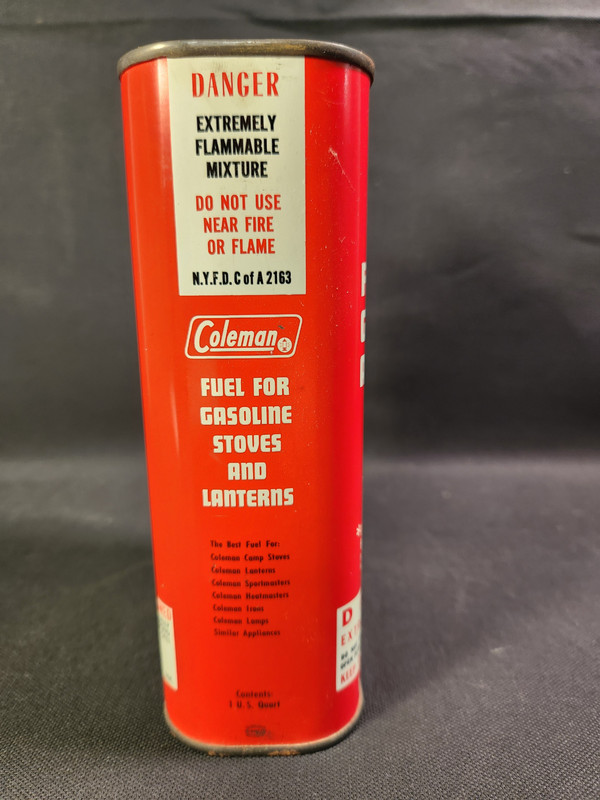 DANGER
EXTREMELY
FLAMMABLE
MIXTURE
DO NOT USE
NEAR FIRE
OR FLAME
N.Y.F.D. C of A 2163
Coleman
FUEL FOR
GASOLINE
STOVES
AND
LANTERNS
The Best Fuel For:
Coleman Camp Stoves
Coleman Lanterns
Coleman Sportmasters
Coleman Heatmasters
Coleman Irons
Coleman Lamps
Similar Appliances
Contents:
1 U.S. Quart
D
EXT
KEEP